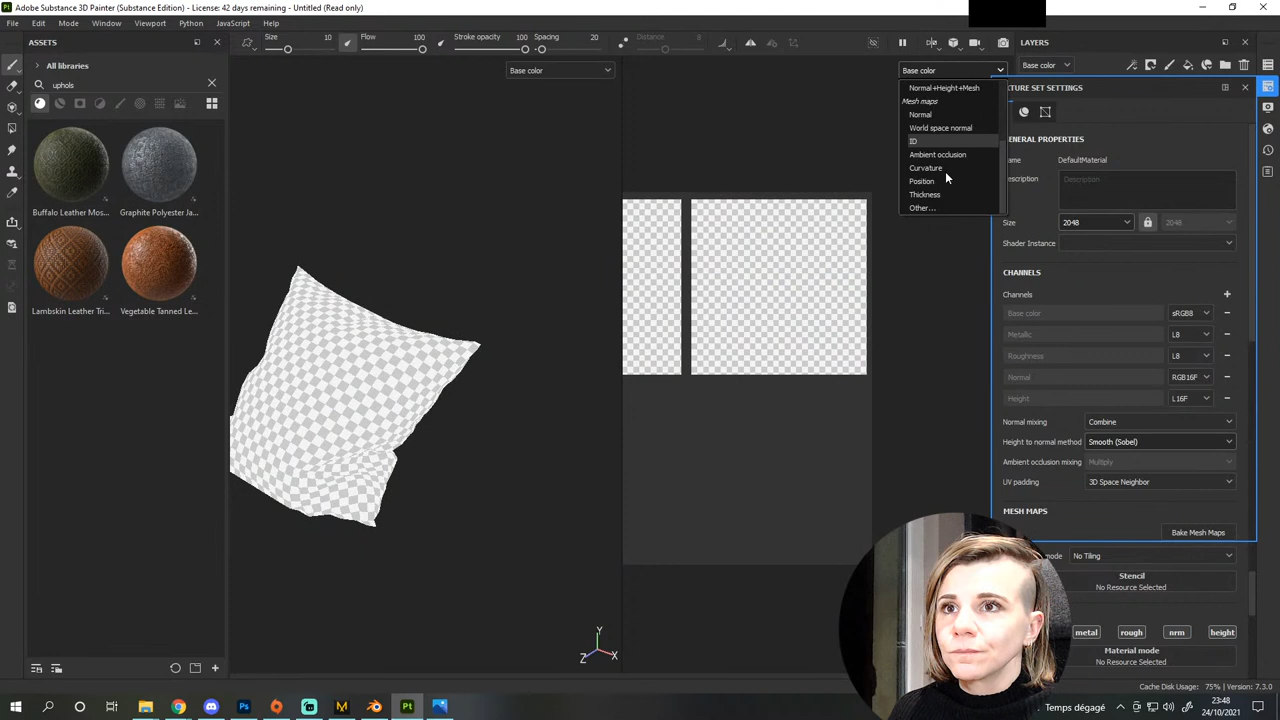 Adobe Substance 3D Painter (Substance Edition) - License: 42 days remaining - Untitled (Read only)
File Edit Mode Window Viewport JavaScript Help
ASSETS
Size 10 Flow 100 Stroke opacity 100 Spacing 20 Distance 8
LAYERS
All libraries
uphols
Base color
Base color
Base color
Normal+Height+Mesh
Mesh maps
Normal
World space normal
ID
Ambient occlusion
Curvature
Position
Thickness
Other...
Buffalo Leather Mos...
Graphite Polyester Ja...
Lambskin Leather Tri...
Vegetable Tanned Le...
Y
Z
X
TURE SET SETTINGS
ENERAL PROPERTIES
ame DefaultMaterial
escription Description
Size 2048 2048
Shader Instance
CHANNELS
Channels
Base color sRGB8
Metallic L8
Roughness L8
Normal RGB16F
Height L16F
Normal mixing Combine
Height to normal method Smooth (Sobel)
Ambient occlusion mixing Multiply
UV padding 3D Space Neighbor
MESH MAPS
Bake Mesh Maps
mode No Tiling
Stencil
No Resource Selected
metal rough nrm height
Material mode
No Resource Selected
Cache Disk Usage: 75% | Version: 7.3.0
Pt
Ps
M
Pt
Temps dégagé
23:48
24/10/2021